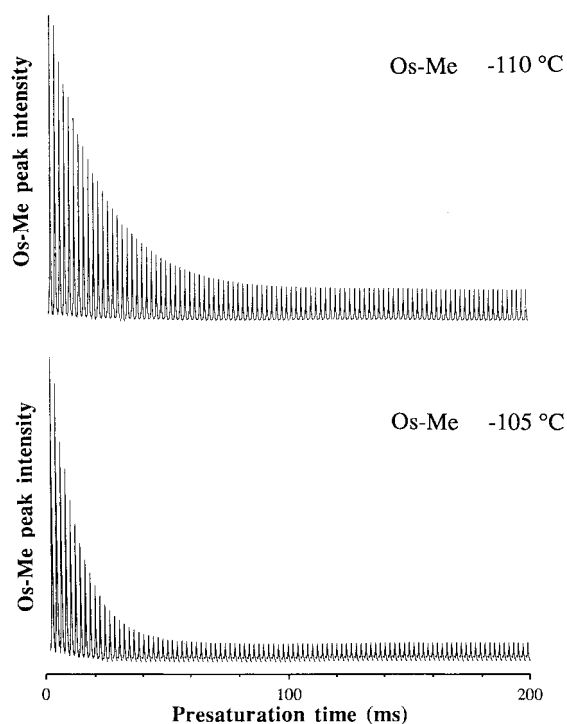 Os-Me -110 °C
Os-Me peak intensity
Os-Me -105 °C
Os-Me peak intensity
0 100 200
Presaturation time (ms)